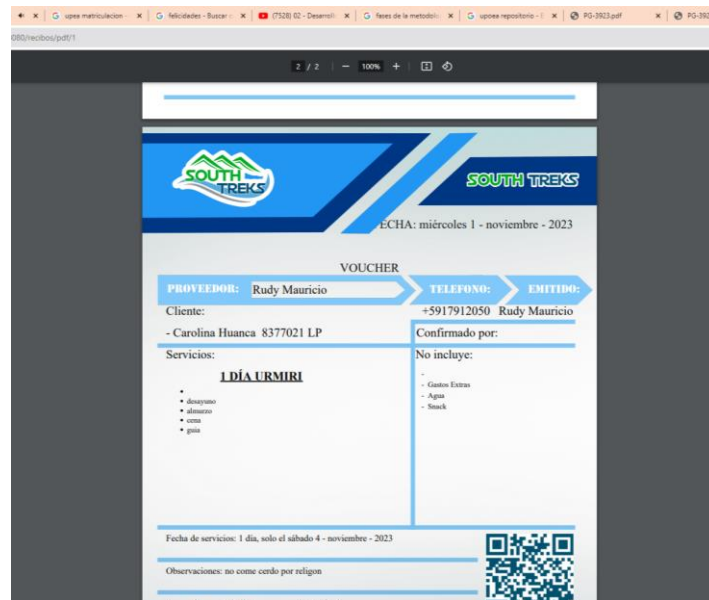 upea matriculacion -
felicidades - Buscar c
(7528) 02 - Desarroll
upoea repositorio - 
PG-3923.pdf
PG-392
080/recibos/pdf/1
2 / 2
100%
SOUTH TREKS
SOUTH TREKS
ECHA: miércoles 1 - noviembre - 2023
VOUCHER
PROVEEDOR: Rudy Mauricio TELEFONO: EMITIDO:
Cliente: +5917912050 Rudy Mauricio
- Carolina Huanca 8377021 LP Confirmado por:
Servicios: No incluye:
1 DÍA URMIRI
• desayuno
• almuerzo
• cena
• guia
-
- Gastos Extras
- Agua
- Snack
Fecha de servicios: 1 día, solo el sábado 4 - noviembre - 2023
Observaciones: no come cerdo por religon